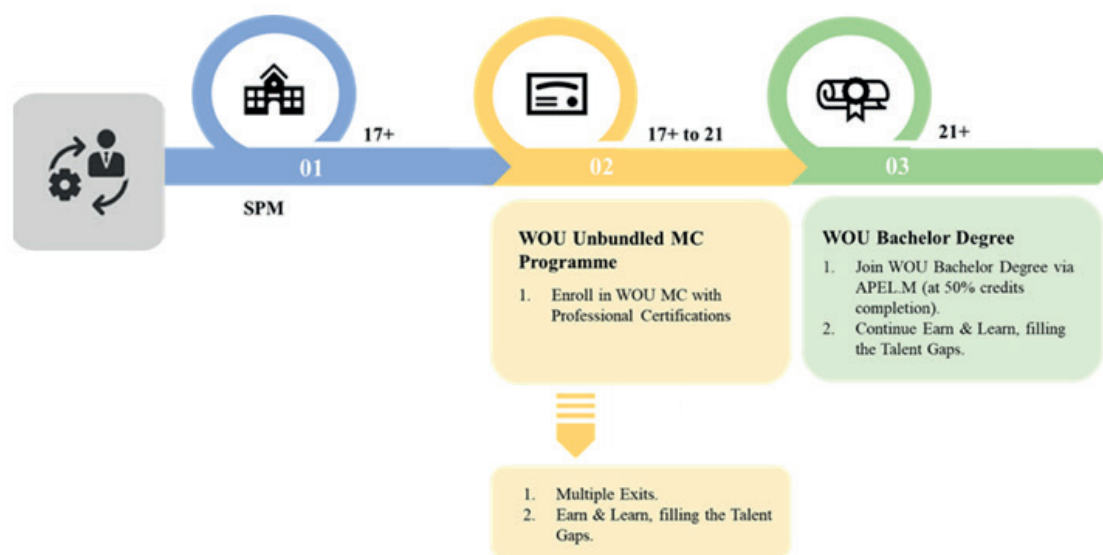 17+
17+ to 21
21+
01
02
03
SPM
WOU Unbundled MC
Programme
1. Enroll in WOU MC with
Professional Certifications
WOU Bachelor Degree
1. Join WOU Bachelor Degree via
APEL.M (at 50% credits
completion).
2. Continue Earn & Learn, filling
the Talent Gaps.
1. Multiple Exits.
2. Earn & Learn, filling the Talent
Gaps.